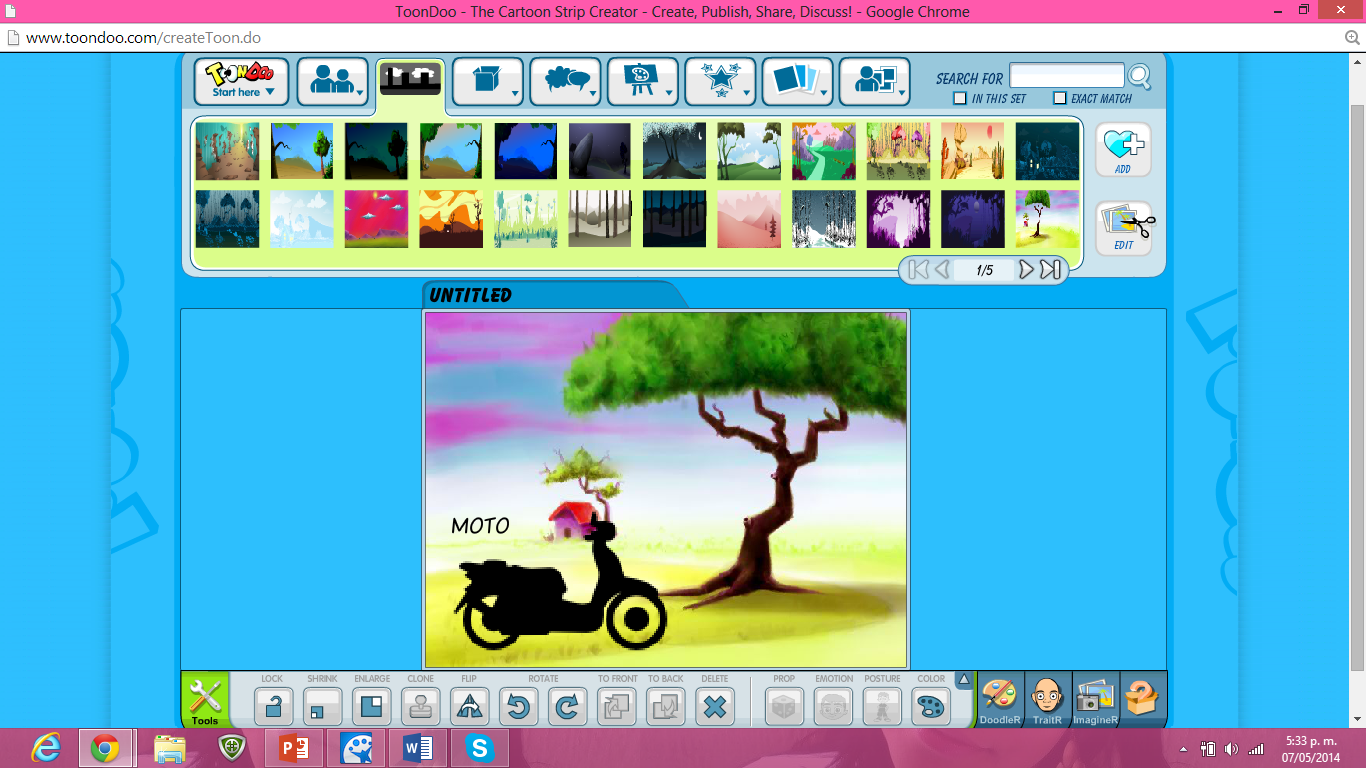 ToonDoo - The Cartoon Strip Creator - Create, Publish, Share, Discuss! - Google Chrome
www.toondoo.com/createToon.do
TOONDOO
Start here
SEARCH FOR
IN THIS SET
EXACT MATCH
ADD
EDIT
1/5
UNTITLED
MOTO
LOCK SHRINK ENLARGE CLONE FLIP ROTATE TO FRONT TO BACK DELETE PROP EMOTION POSTURE COLOR
Tools
DoodleR TraitR ImagineR
5:33 p. m.
07/05/2014